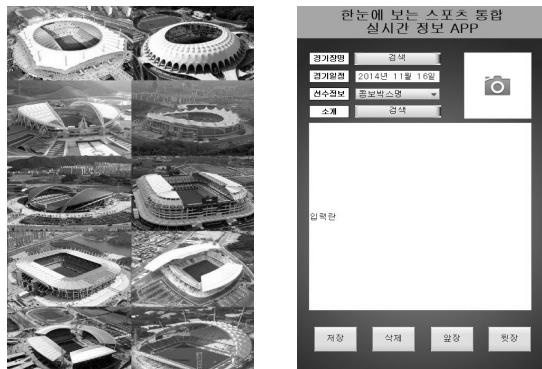 한눈에 보는 스포츠 통합
실시간 정보 APP
경기장명 검색
경기일정 2014년 11월 16일
선수정보 콤보박스명
소개 검색
입력란
저장 삭제 앞장 뒷장